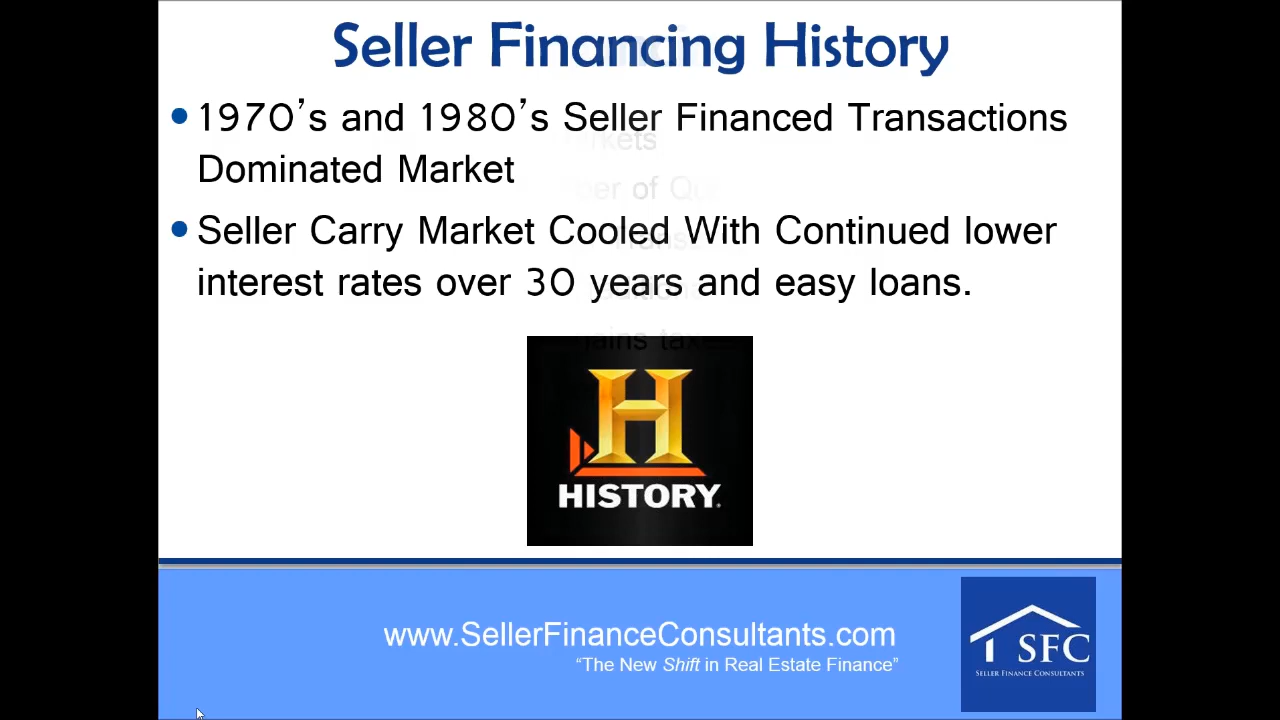 Seller Financing History
• 1970's and 1980's Seller Financed Transactions
Dominated Market
• Seller Carry Market Cooled With Continued lower
interest rates over 30 years and easy loans.
HISTORY
www.SellerFinanceConsultants.com
“The New Shift in Real Estate Finance”
SFC
SELLER FINANCE CONSULTANTS